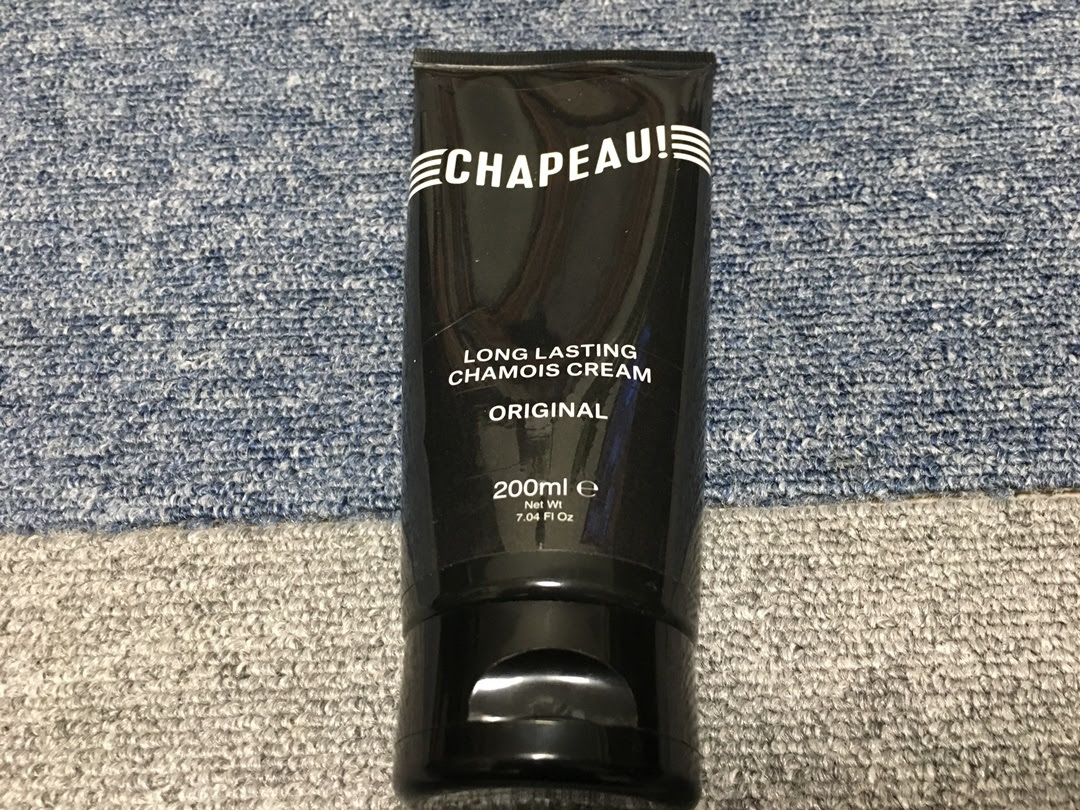 CHAPEAU!
LONG LASTING
CHAMOIS CREAM
ORIGINAL
200ml ℮
Net Wt
7.04 Fl Oz